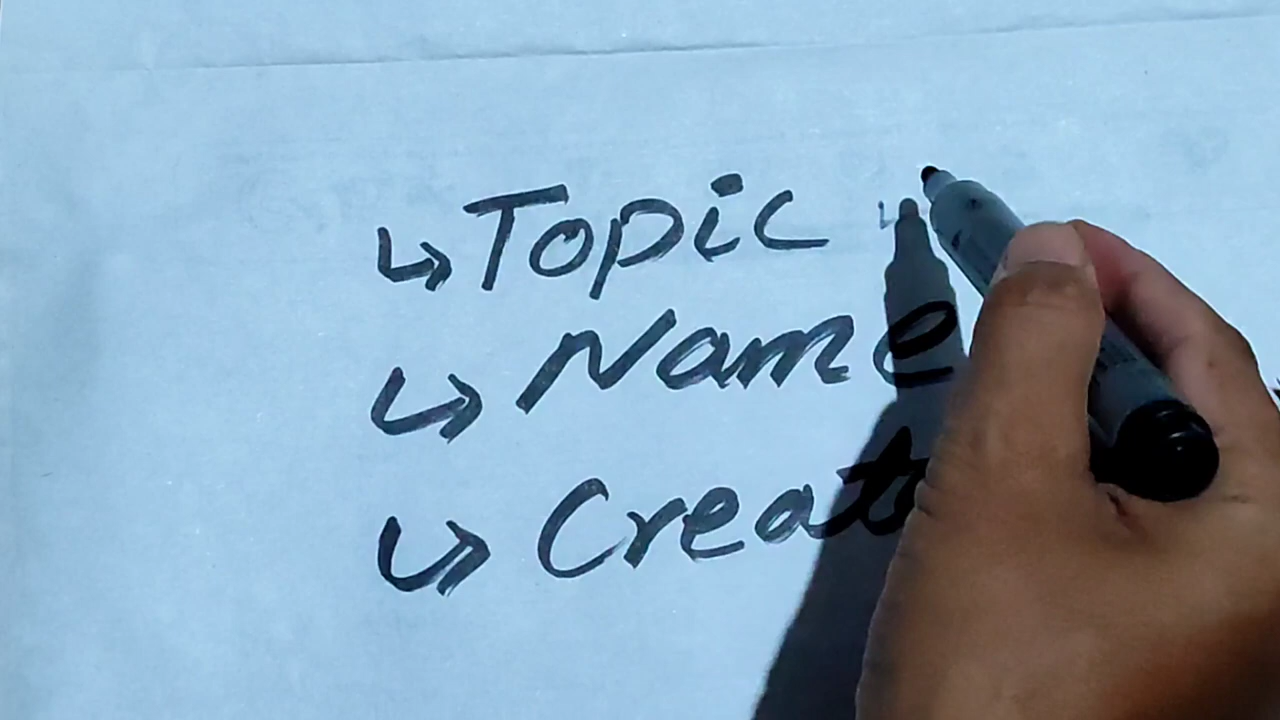 ↳ Topic
↳ Name
↳ Creat